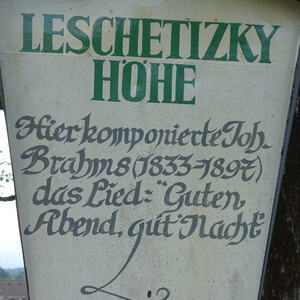 LESCHETIZKY
HÖHE
Hier komponierte Joh.
Brahms (1833-1897)
das Lied: "Guten
Abend, gut' Nacht"